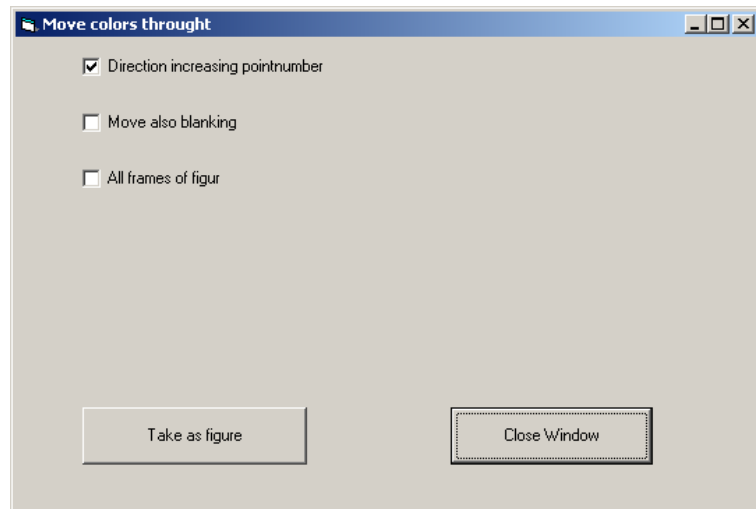 Move colors throught
Direction increasing pointnumber
Move also blanking
All frames of figur
Take as figure
Close Window